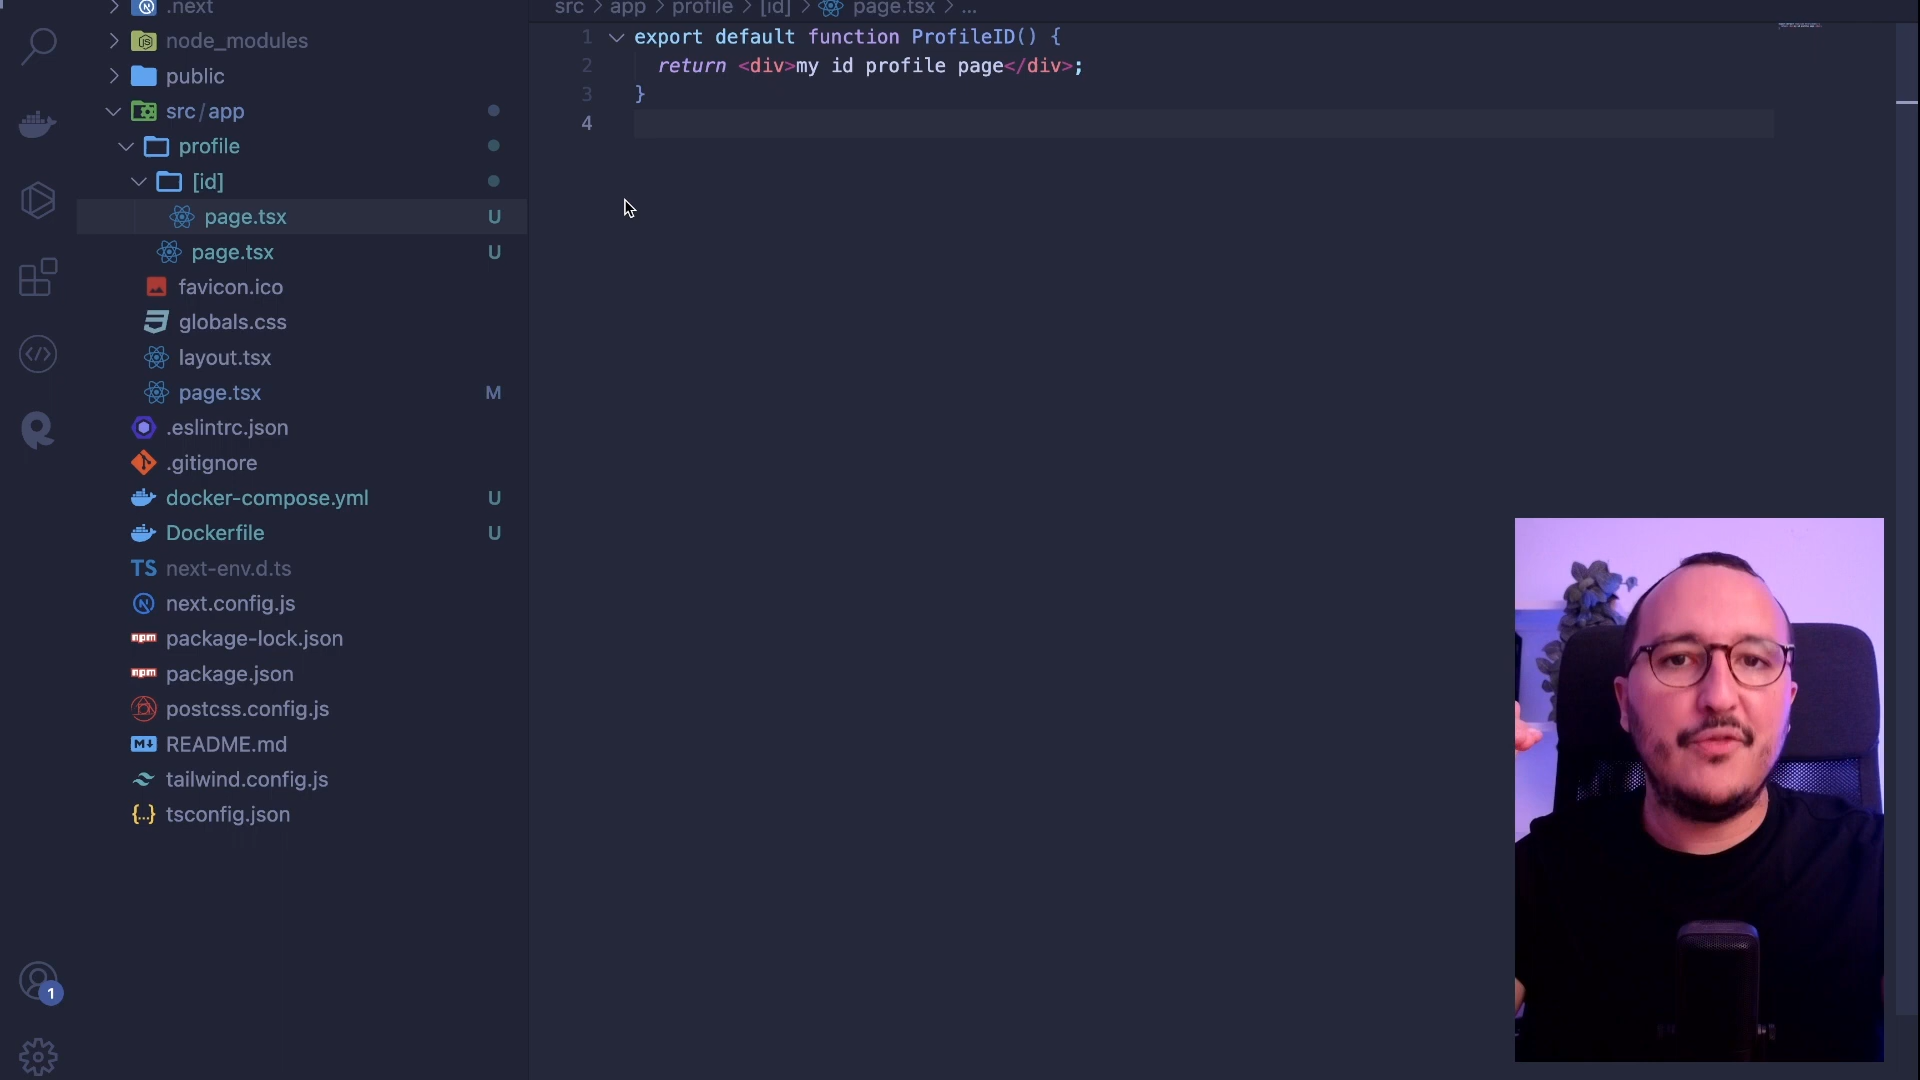 .next
node_modules
public
src/app
profile
[id]
page.tsx U
page.tsx U
favicon.ico
globals.css
layout.tsx
page.tsx M
.eslintrc.json
.gitignore
docker-compose.yml U
Dockerfile U
TS next-env.d.ts
next.config.js
npm package-lock.json
npm package.json
postcss.config.js
README.md
tailwind.config.js
{..} tsconfig.json
1
src > app > profile > [id] > page.tsx > ...
1 export default function ProfileID() {
2 return <div>my id profile page</div>;
3 }
4